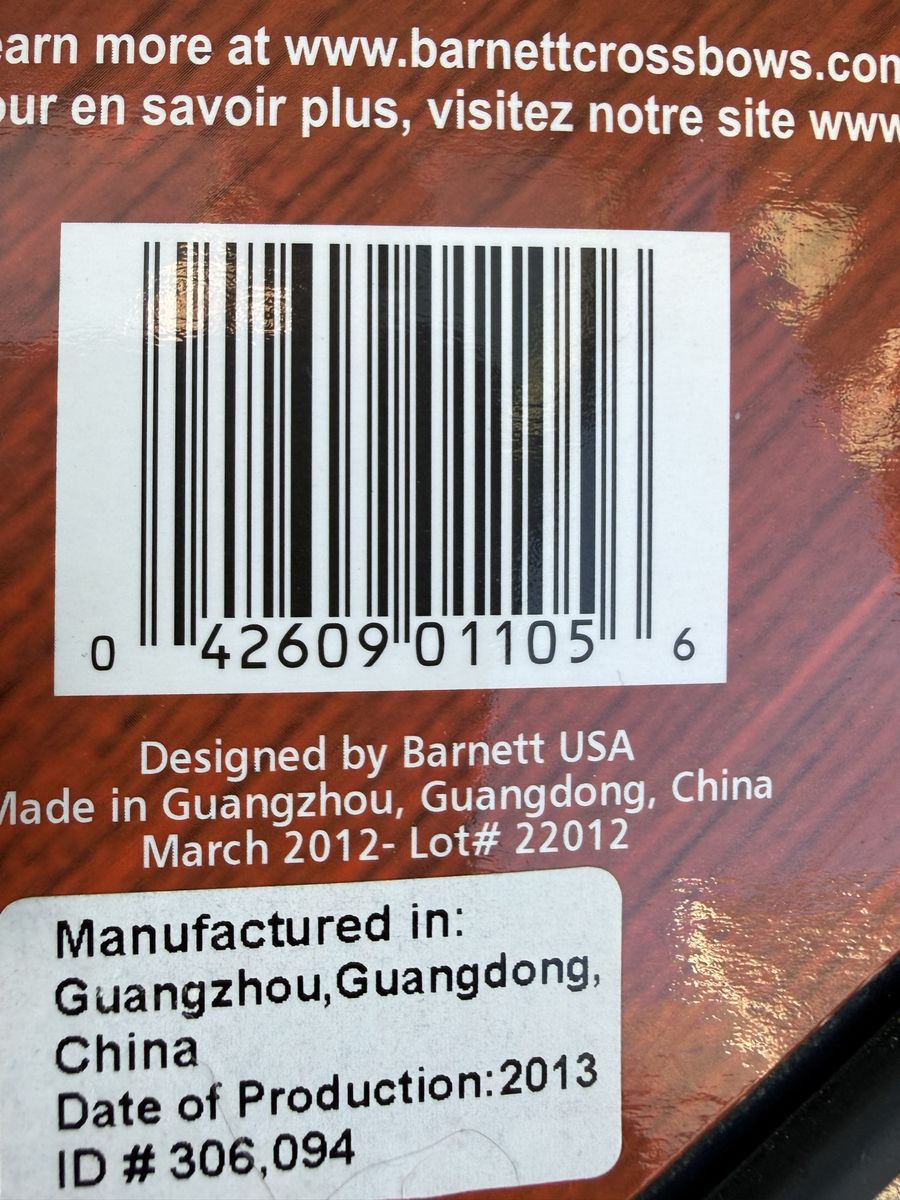 earn more at www.barnettcrossbows.com
our en savoir plus, visitez notre site www
0 42609 01105 6
Designed by Barnett USA
Made in Guangzhou, Guangdong, China
March 2012- Lot# 22012
Manufactured in:
Guangzhou,Guangdong,
China
Date of Production:2013
ID # 306,094